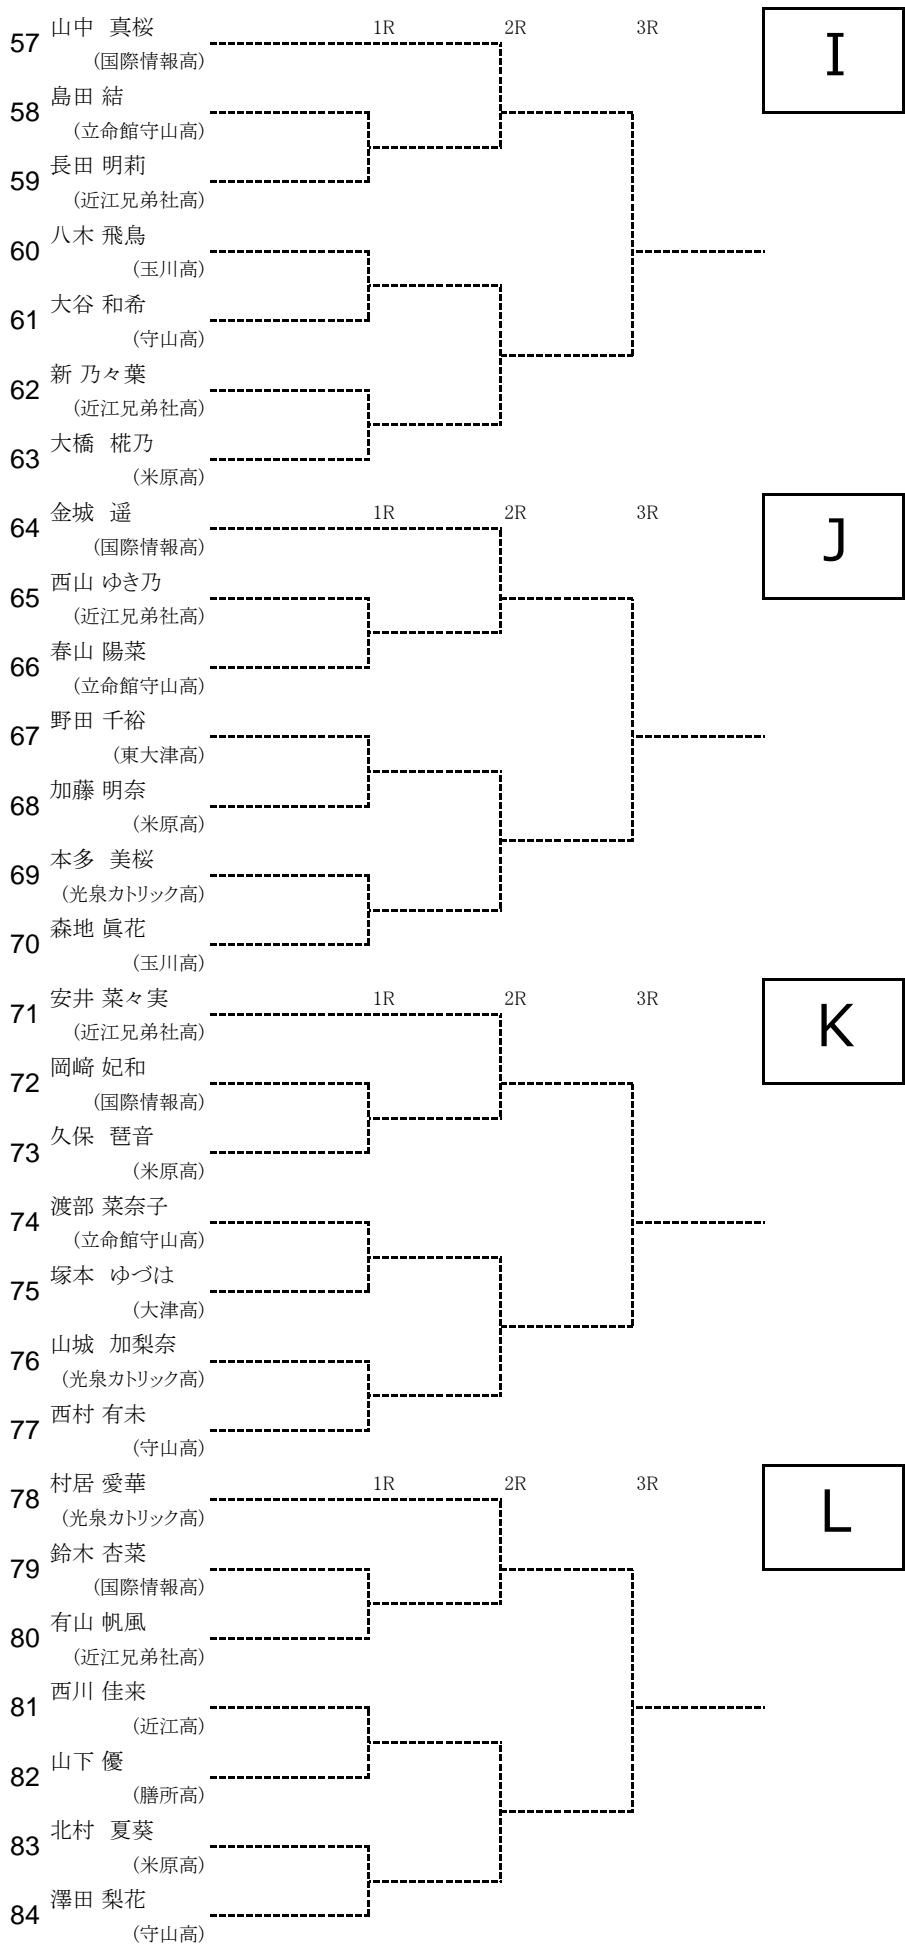 山中 真桜 1R 2R 3R
57
(国際情報高)
I
島田 結
58
(立命館守山高)
長田 明莉
59
(近江兄弟社高)
八木 飛鳥
60
(玉川高)
大谷 和希
61
(守山高)
新 乃々葉
62
(近江兄弟社高)
大橋 椛乃
63
(米原高)
金城 遥 1R 2R 3R
64
(国際情報高)
J
西山 ゆき乃
65
(近江兄弟社高)
春山 陽菜
66
(立命館守山高)
野田 千裕
67
(東大津高)
加藤 明奈
68
(米原高)
本多 美桜
69
(光泉カトリック高)
森地 眞花
70
(玉川高)
安井 菜々実 1R 2R 3R
71
(近江兄弟社高)
K
岡﨑 妃和
72
(国際情報高)
久保 琶音
73
(米原高)
渡部 菜奈子
74
(立命館守山高)
塚本 ゆづは
75
(大津高)
山城 加梨奈
76
(光泉カトリック高)
西村 有未
77
(守山高)
村居 愛華 1R 2R 3R
78
(光泉カトリック高)
L
鈴木 杏菜
79
(国際情報高)
有山 帆風
80
(近江兄弟社高)
西川 佳来
81
(近江高)
山下 優
82
(膳所高)
北村 夏葵
83
(米原高)
澤田 梨花
84
(守山高)